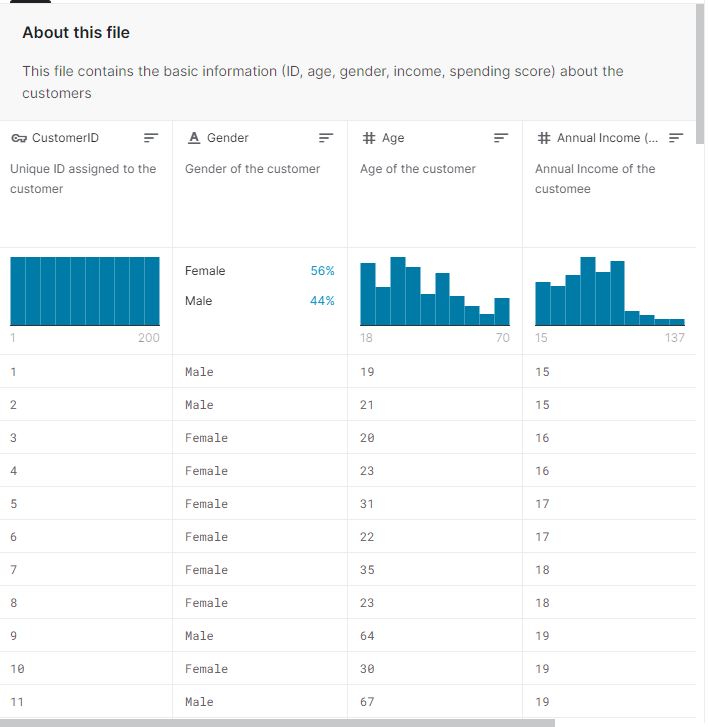 About this file
This file contains the basic information (ID, age, gender, income, spending score) about the
customers
CustomerID
A Gender
# Age
# Annual Income (...
Unique ID assigned to the
customer
Gender of the customer
Age of the customer
Annual Income of the
customee
Female 56%
Male 44%
1 200
18 70
15 137
1 Male 19 15
2 Male 21 15
3 Female 20 16
4 Female 23 16
5 Female 31 17
6 Female 22 17
7 Female 35 18
8 Female 23 18
9 Male 64 19
10 Female 30 19
11 Male 67 19